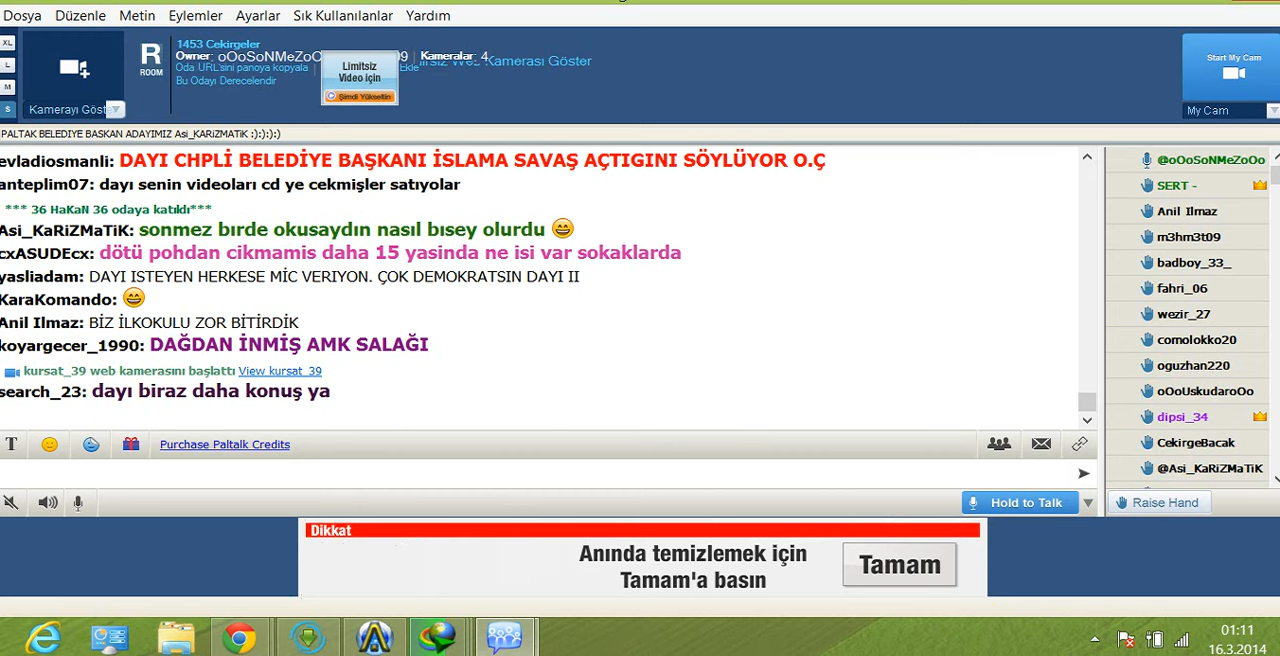 Dosya Düzenle Metin Eylemler Ayarlar Sık Kullanılanlar Yardım
XL
L
M
S
Kamerayı Göst
R
ROOM
1453 Cekirgeler
Owner: oOoSoNMeZoO 09 | Kameralar: 4
Oda URL'sini panoya kopyala | Ekle Web Kamerası Göster
Bu Odayı Derecelendir
Limitsiz
Video için
Şimdi Yükseltin
Start My Cam
My Cam
PALTAK BELEDIYE BASKAN ADAYIMIZ Asi_KARiZMATiK :):):):)
evladiosmanli: DAYI CHPLİ BELEDİYE BAŞKANI İSLAMA SAVAŞ AÇTIGINI SÖYLÜYOR O.Ç
anteplim07: dayı senin videoları cd ye cekmişler satıyolar
*** 36 HaKaN 36 odaya katıldı***
Asi_KaRiZMaTiK: sonmez bırde okusaydın nasıl bısey olurdu 😄
cxASUDEcx: dötü pohdan cikmamis daha 15 yasinda ne isi var sokaklarda
yasliadam: DAYI ISTEYEN HERKESE MİC VERIYON. ÇOK DEMOKRATSIN DAYI II
KaraKomando: 😄
Anil Ilmaz: BİZ İLKOKULU ZOR BİTİRDİK
koyargecer_1990: DAĞDAN İNMİŞ AMK SALAĞI
kursat_39 web kamerasını başlattı View kursat_39
search_23: dayı biraz daha konuş ya
@oOoSoNMeZoOo
SERT -
Anil Ilmaz
m3hm3t09
badboy_33_
fahri_06
wezir_27
comolokko20
oguzhan220
oOoUskudaroOo
dipsi_34
CekirgeBacak
@Asi_KaRiZMaTiK
T Purchase Paltalk Credits
Hold to Talk
Raise Hand
Dikkat
Anında temizlemek için
Tamam'a basın
Tamam
01:11
16.3.2014